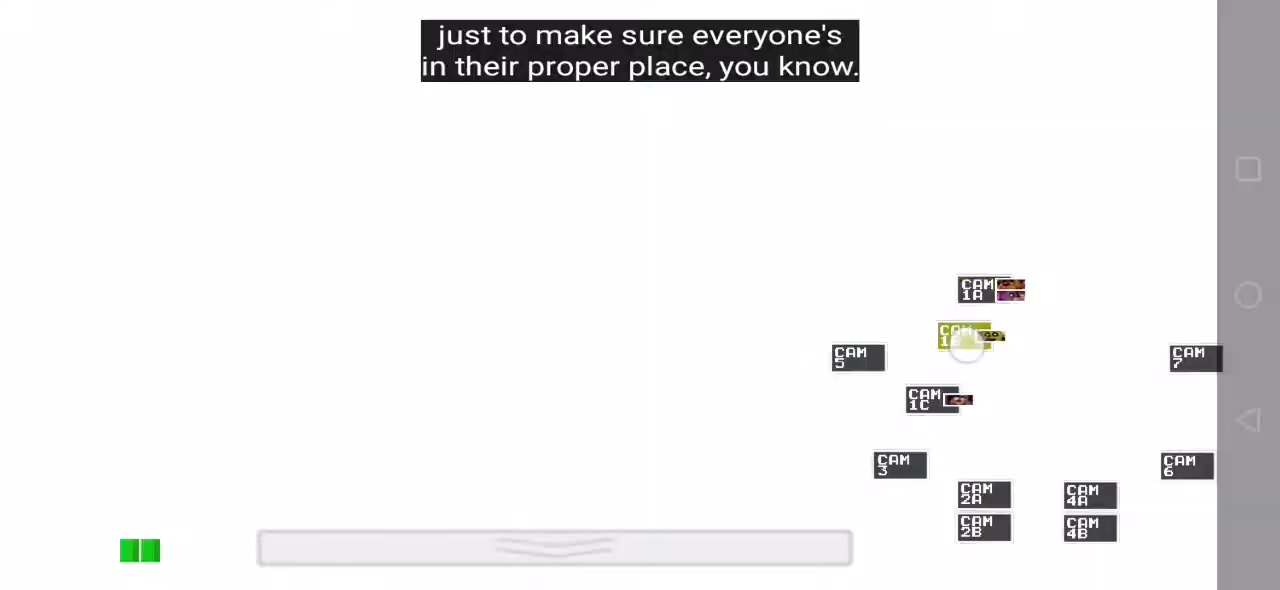 just to make sure everyone's
in their proper place, you know.
CAM
1A
CAM
CAM
5
CAM
7
CAM
1C
CAM
3
CAM
6
CAM
2A
CAM
4A
CAM
2B
CAM
4B